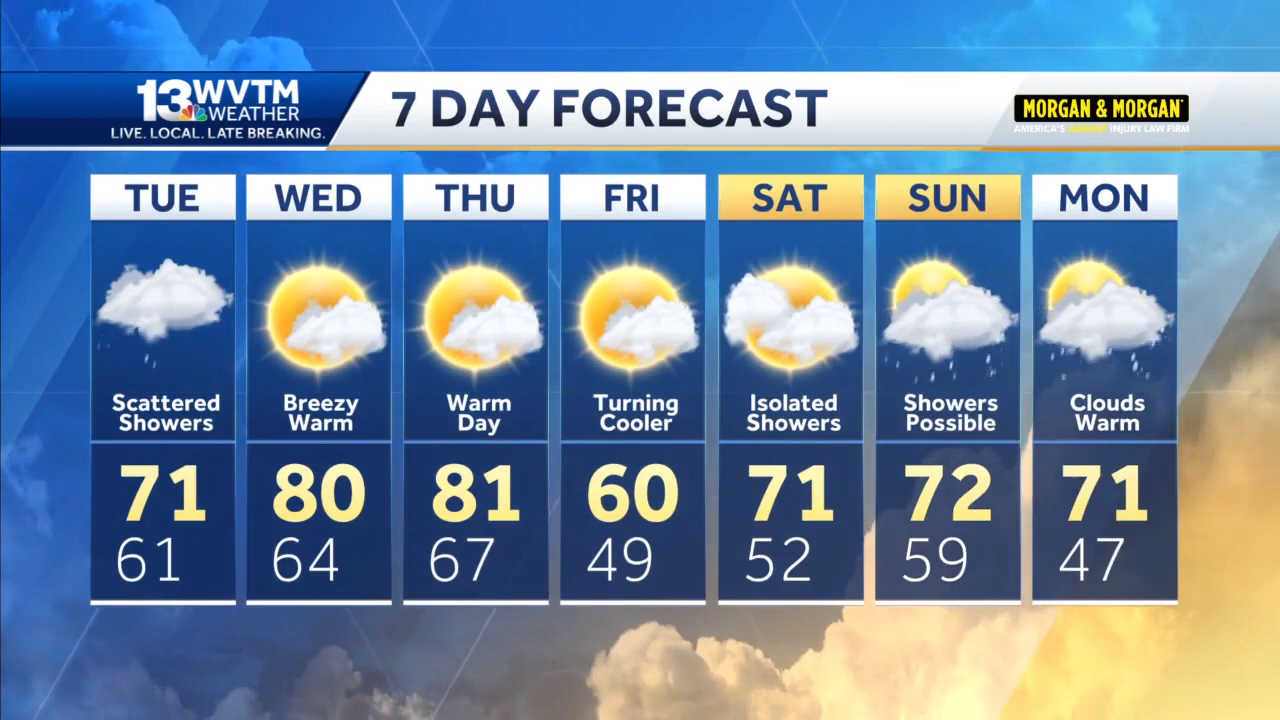 13 WVTM
WEATHER
LIVE. LOCAL. LATE BREAKING.
7 DAY FORECAST
MORGAN & MORGAN
AMERICA'S LARGEST INJURY LAW FIRM
TUE
WED
THU
FRI
SAT
SUN
MON
Scattered
Showers
Breezy
Warm
Warm
Day
Turning
Cooler
Isolated
Showers
Showers
Possible
Clouds
Warm
71
80
81
60
71
72
71
61
64
67
49
52
59
47